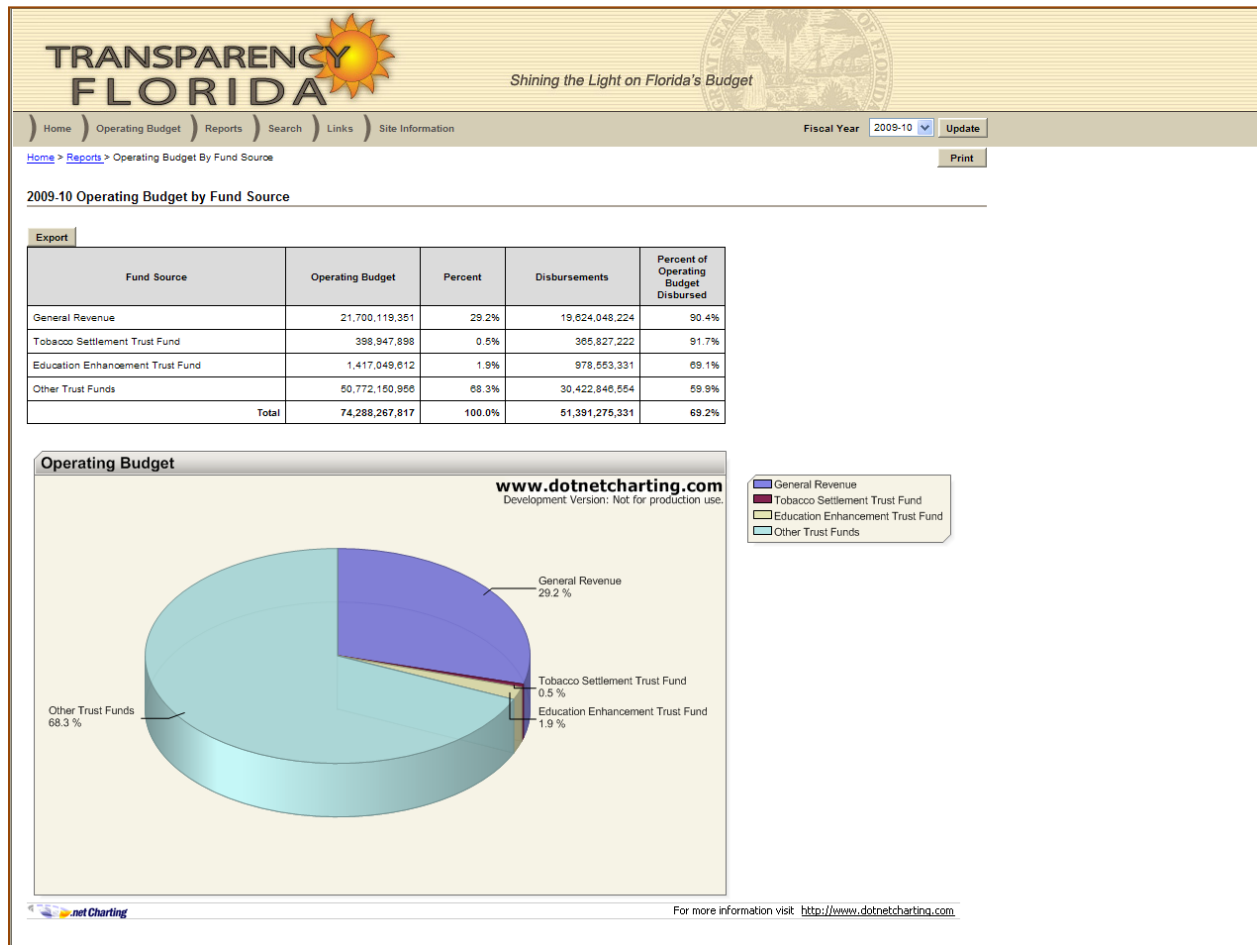 TRANSPARENCY
FLORIDA
Shining the Light on Florida's Budget
GREAT SEAL OF FLORIDA
Home Operating Budget Reports Search Links Site Information Fiscal Year 2009-10 Update
Home > Reports > Operating Budget By Fund Source Print
2009-10 Operating Budget by Fund Source
Export
Fund Source Operating Budget Percent Disbursements Percent of Operating Budget Disbursed
General Revenue 21,700,119,351 29.2% 19,624,048,224 90.4%
Tobacco Settlement Trust Fund 398,947,898 0.5% 365,827,222 91.7%
Education Enhancement Trust Fund 1,417,049,612 1.9% 978,553,331 69.1%
Other Trust Funds 50,772,150,956 68.3% 30,422,846,554 59.9%
Total 74,288,267,817 100.0% 51,391,275,331 69.2%
Operating Budget
www.dotnetcharting.com
Development Version: Not for production use.
General Revenue
Tobacco Settlement Trust Fund
Education Enhancement Trust Fund
Other Trust Funds
General Revenue
29.2 %
Tobacco Settlement Trust Fund
0.5 %
Education Enhancement Trust Fund
1.9 %
Other Trust Funds
68.3 %
.net Charting For more information visit http://www.dotnetcharting.com